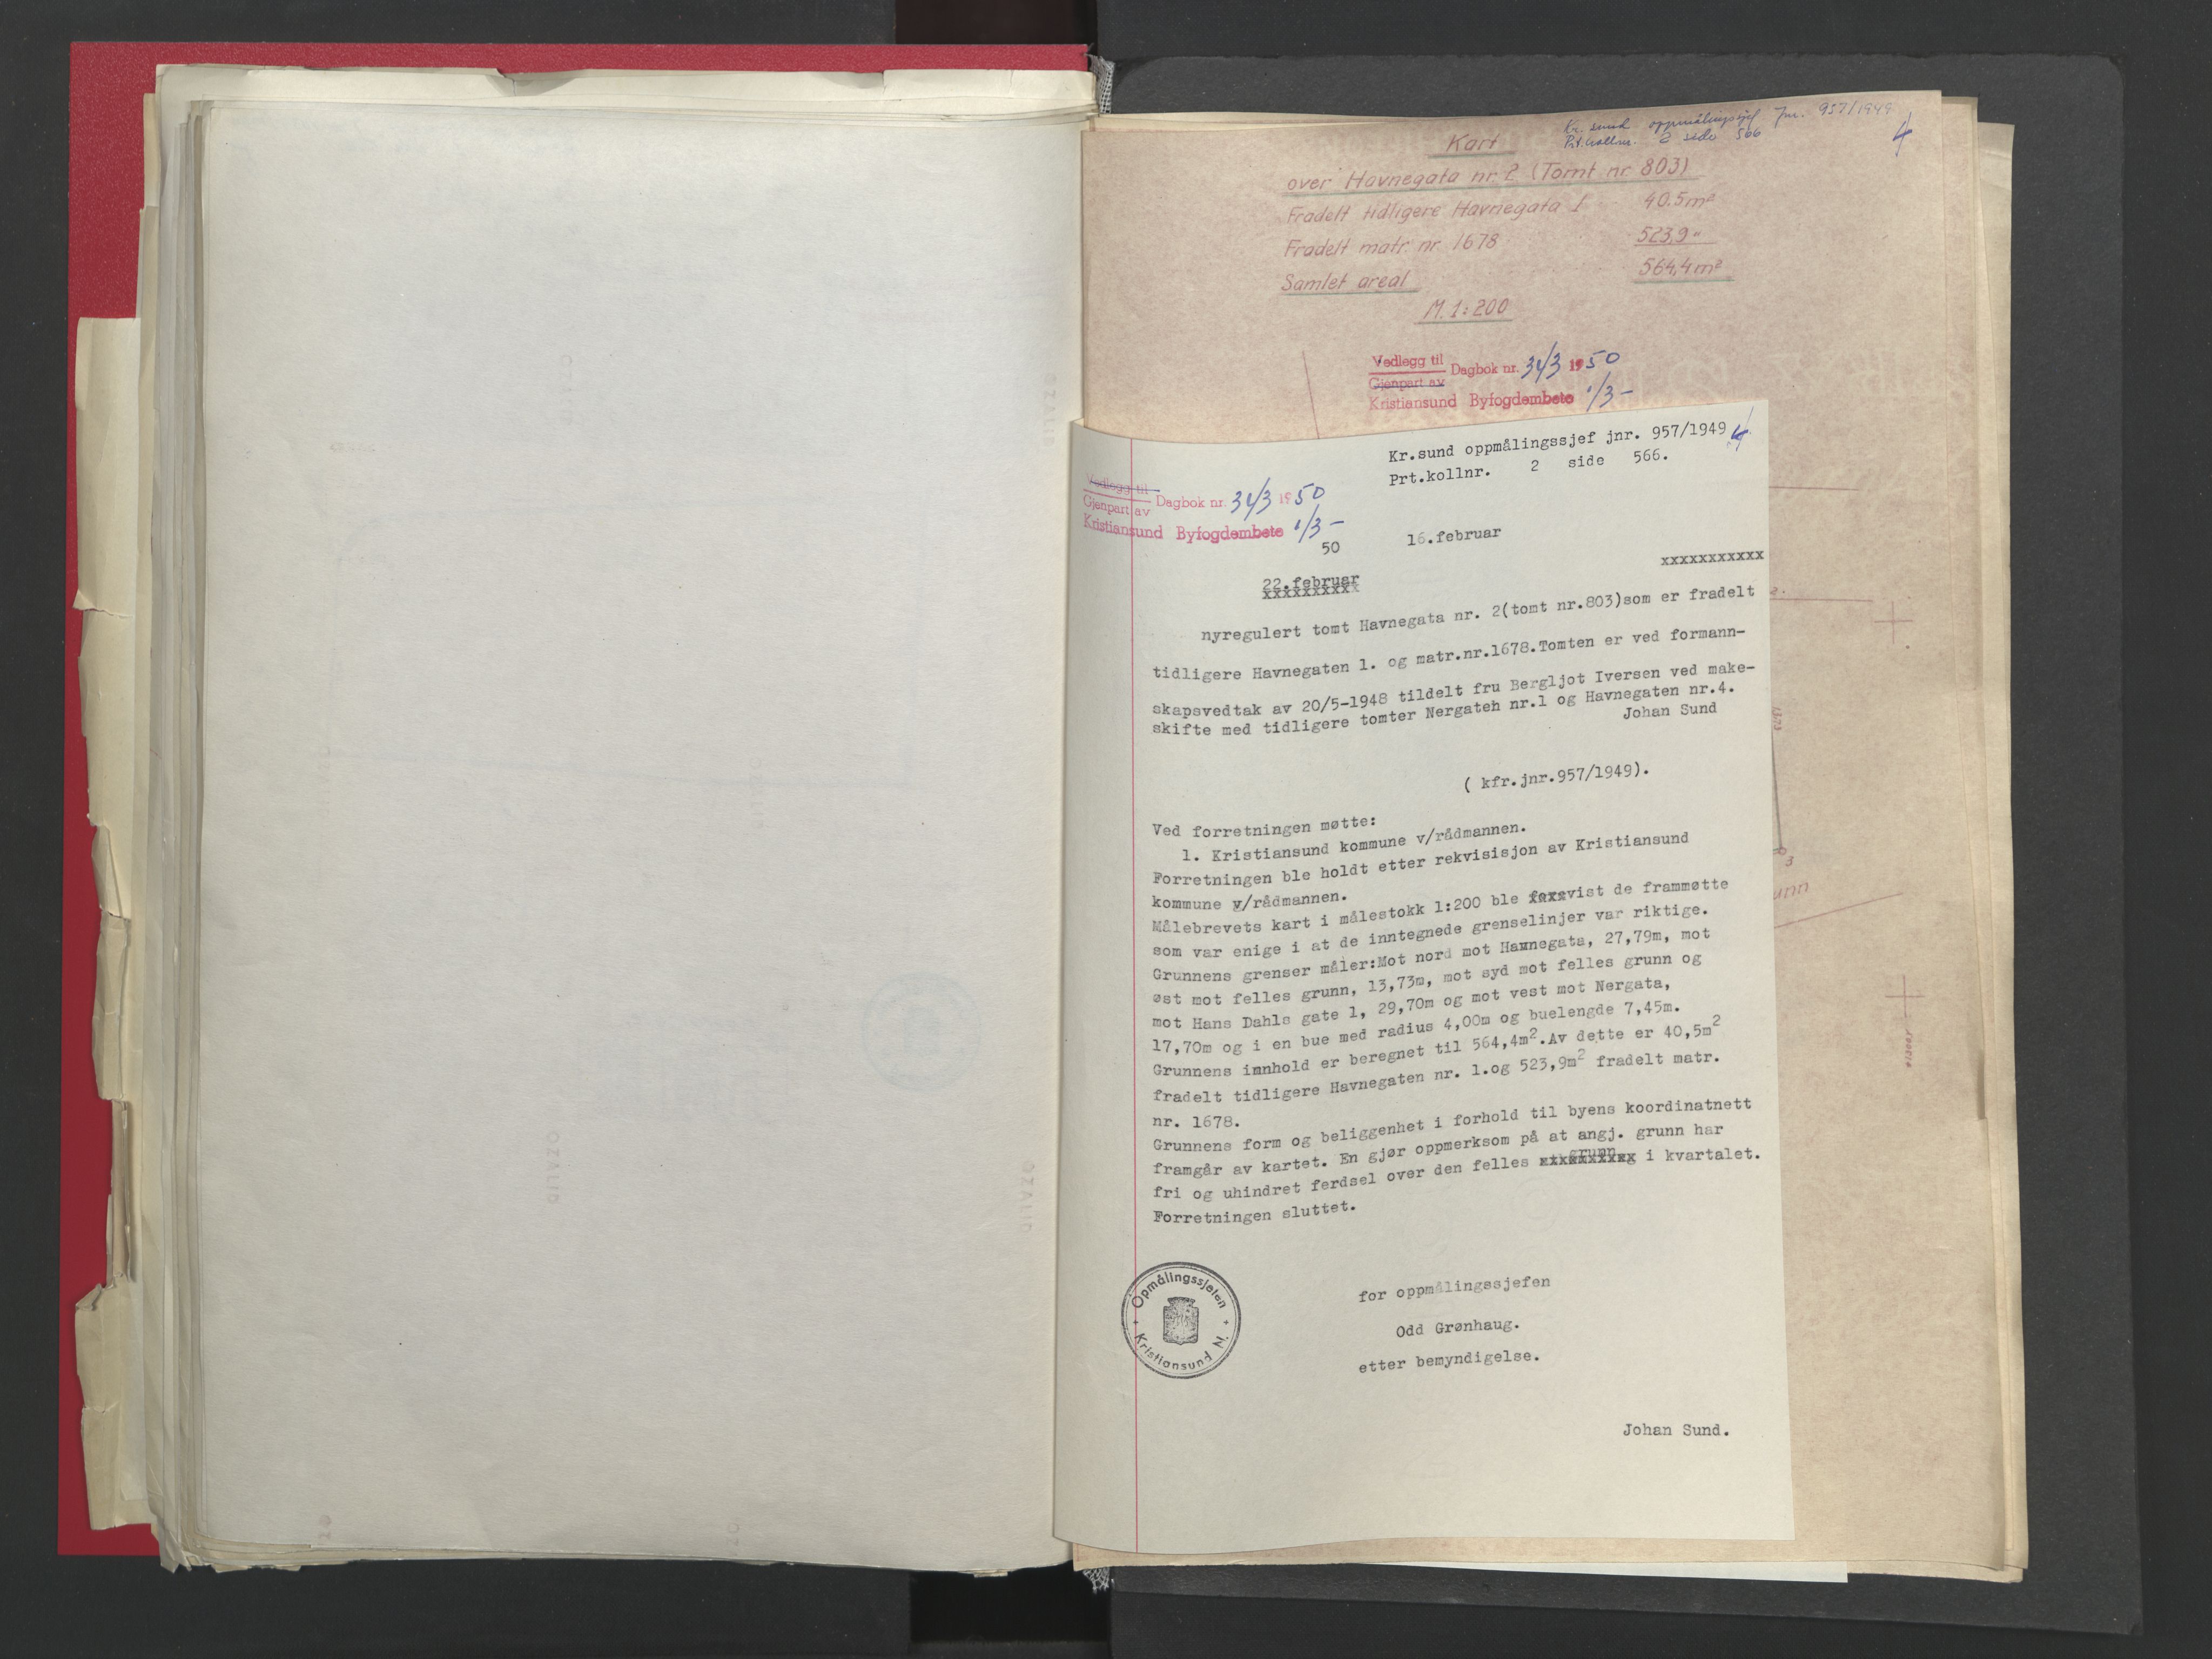 Kr. sund oppmålingssjef Jnr. 957/1949
Prt. kollnr. 2 side 566
4
Kart
over Havnegata nr 2 (Tomt nr 803)
Fradelt tidligere Havnegata 1 40.5 m²
Fradelt matr. nr. 1678 523,9 "
Samlet areal 564,4 m²
M. 1:200
Vedlegg til
Gjenpart av
Dagbok nr. 1950
Kristiansund Byfogdembete 1/3-
Kr.sund oppmålingssjef jnr. 957/1949
4
Prt.kollnr. 2 side 566.
Vedlegg til
Gjenpart av
Dagbok nr. 1950
Kristiansund Byfogdembete 1/3-
50 16.februar
xxxxxxxxxxx
22.februar
xxxxxxxxxx
nyregulert tomt Havnegata nr. 2(tomt nr.803)som er fradelt
tidligere Havnegaten 1. og matr.nr.1678.Tomten er ved formann-
skapsvedtak av 20/5-1948 tildelt fru Bergljot Iversen ved make-
skifte med tidligere tomter Nergaten nr.1 og Havnegaten nr.4.
Johan Sund
( kfr.jnr.957/1949).
Ved forretningen møtte:
1. Kristiansund kommune v/rådmannen.
Forretningen ble holdt etter rekvisisjon av Kristiansund
kommune v/rådmannen.
Målebrevets kart i målestokk 1:200 ble vist de frammøtte
som var enige i at de inntegnede grenselinjer var riktige.
Grunnens grenser måler:Mot nord mot Havnegata, 27,79m, mot
øst mot felles grunn, 13,73m, mot syd mot felles grunn og
mot Hans Dahls gate 1, 29,70m og mot vest mot Nergata,
17,70m og i en bue med radius 4,00m og buelengde 7,45m.
Grunnens innhold er beregnet til 564,4m².Av dette er 40,5m²
fradelt tidligere Havnegaten nr. 1.og 523,9m² fradelt matr.
nr. 1678.
Grunnens form og beliggenhet i forhold til byens koordinatnett
framgår av kartet. En gjør oppmerksom på at angj. grunn har
fri og uhindret ferdsel over den felles grunn i kvartalet.
Forretningen sluttet.
Opmålingssjefen
Kristiansund N.
for oppmålingssjefen
Odd Grønhaug.
etter bemyndigelse.
Johan Sund.
3